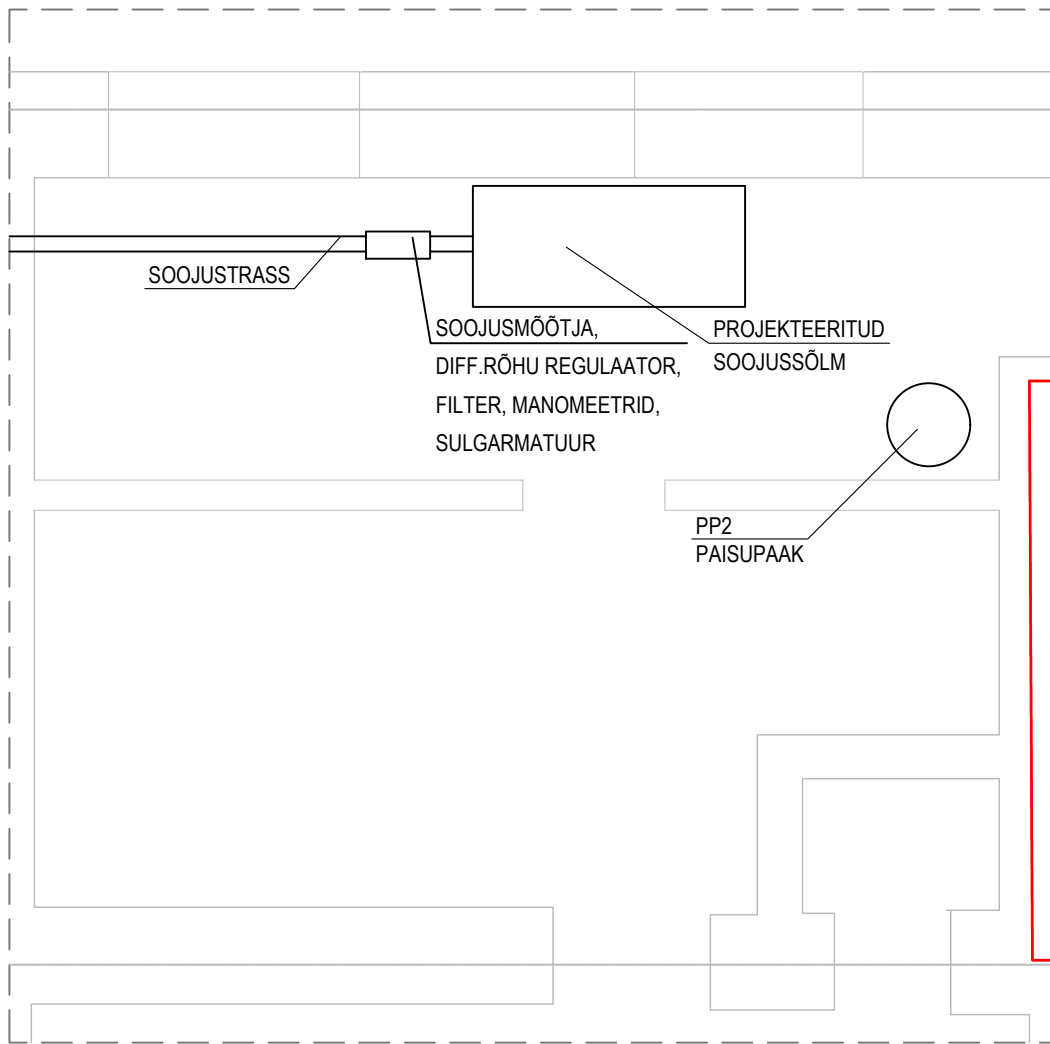 SOOJUSTRASS
SOOJUSMÕÕTJA,
DIFF.RÕHU REGULAATOR,
FILTER, MANOMEETRID,
SULGARMATUUR
PROJEKTEERITUD
SOOJUSSÕLM
PP2
PAISUPAAK